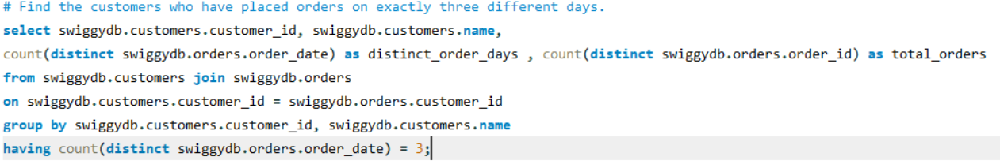 # Find the customers who have placed orders on exactly three different days.
select swiggydb.customers.customer_id, swiggydb.customers.name,
count(distinct swiggydb.orders.order_date) as distinct_order_days , count(distinct swiggydb.orders.order_id) as total_orders
from swiggydb.customers join swiggydb.orders
on swiggydb.customers.customer_id = swiggydb.orders.customer_id
group by swiggydb.customers.customer_id, swiggydb.customers.name
having count(distinct swiggydb.orders.order_date) = 3;